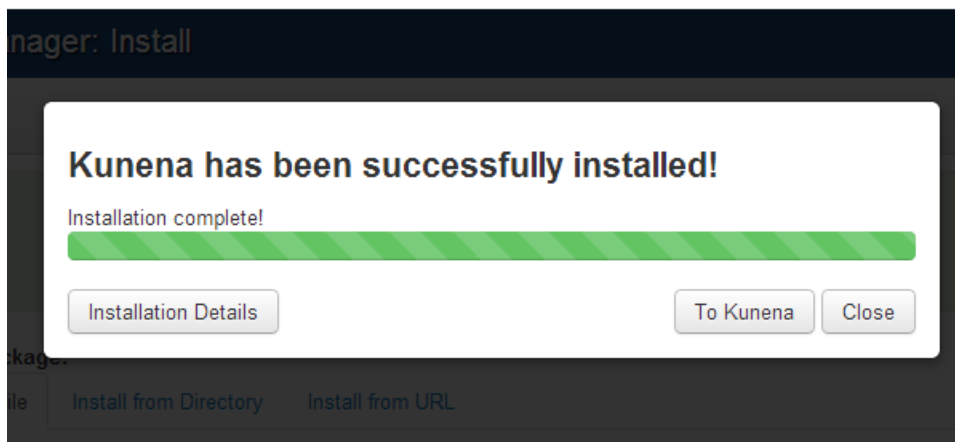 nager: Install
Kunena has been successfully installed!
Installation complete!
Installation Details
To Kunena
Close
ckage:
ile
Install from Directory
Install from URL